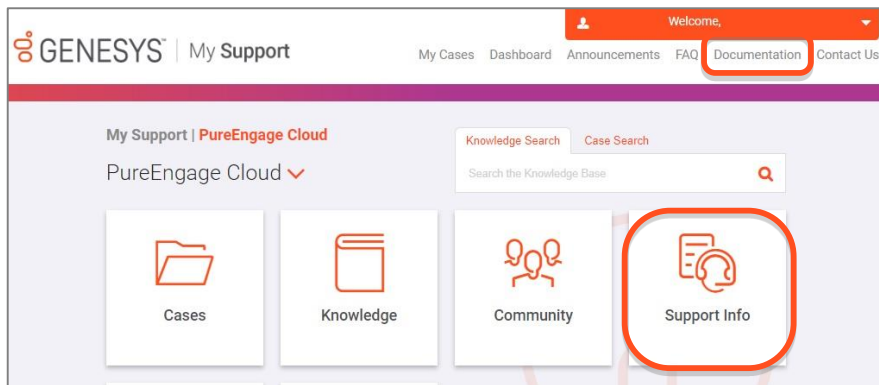 Welcome,
GENESYS™ | My Support
My Cases Dashboard Announcements FAQ Documentation Contact Us
My Support | PureEngage Cloud
PureEngage Cloud
Knowledge Search Case Search
Search the Knowledge Base
Cases
Knowledge
Community
Support Info